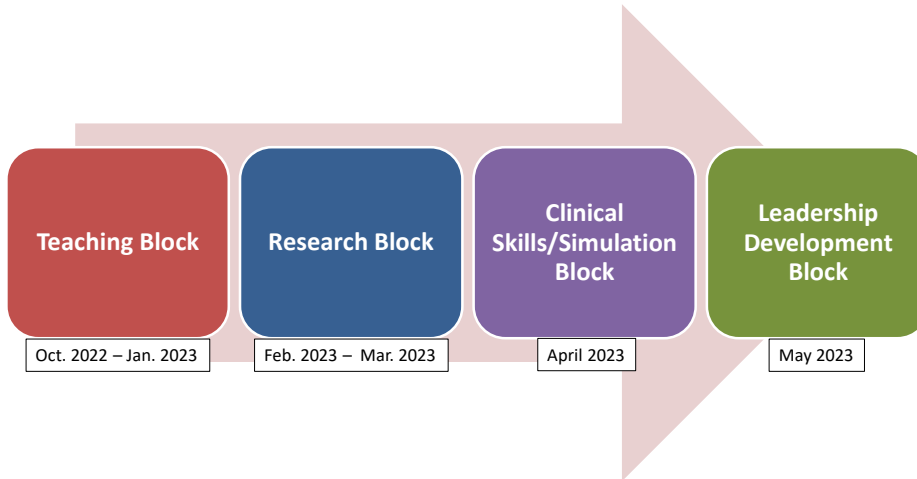 Teaching Block
Research Block
Clinical
Skills/Simulation
Block
Leadership
Development
Block
Oct. 2022 – Jan. 2023
Feb. 2023 – Mar. 2023
April 2023
May 2023